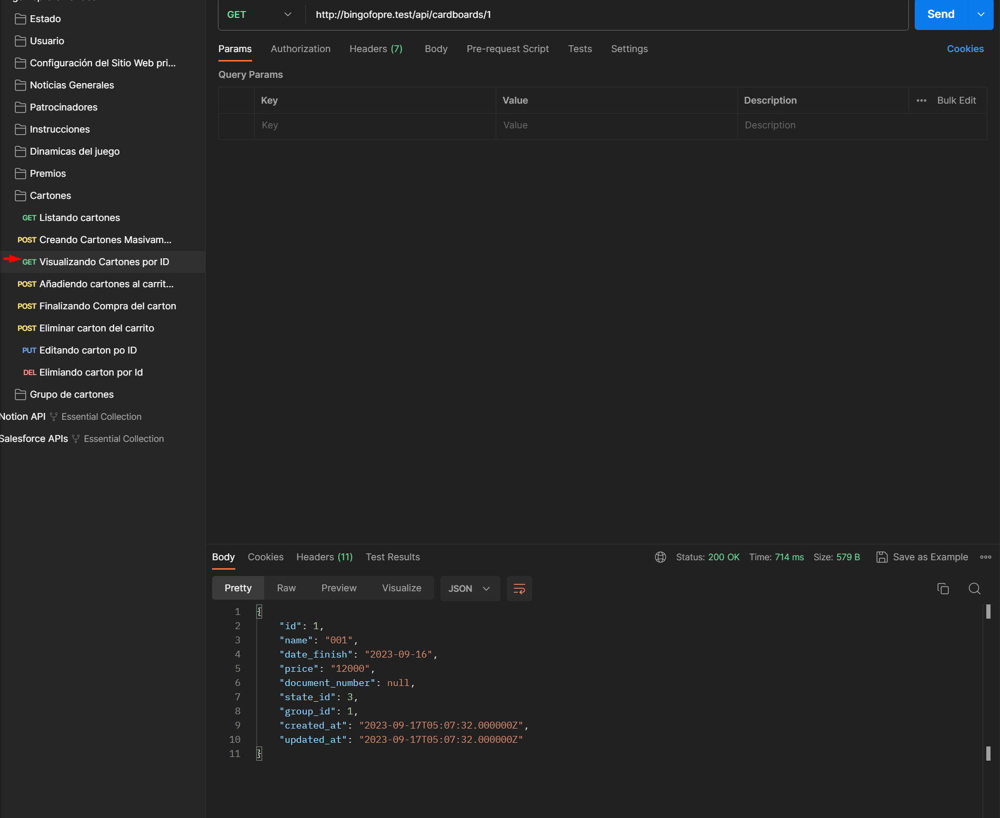 Estado
Usuario
Configuración del Sitio Web pri...
Noticias Generales
Patrocinadores
Instrucciones
Dinamicas del juego
Premios
Cartones
GET Listando cartones
POST Creando Cartones Masivam...
GET Visualizando Cartones por ID
POST Añadiendo cartones al carrit...
POST Finalizando Compra del carton
POST Eliminar carton del carrito
PUT Editando carton po ID
DEL Elimiando carton por Id
Grupo de cartones
Notion API Essential Collection
Salesforce APIs Essential Collection
GET http://bingofopre.test/api/cardboards/1 Send
Params Authorization Headers (7) Body Pre-request Script Tests Settings Cookies
Query Params
Key Value Description Bulk Edit
Key Value Description
Body Cookies Headers (11) Test Results Status: 200 OK Time: 714 ms Size: 579 B Save as Example
Pretty Raw Preview Visualize JSON
1 {
2 "id": 1,
3 "name": "001",
4 "date_finish": "2023-09-16",
5 "price": "12000",
6 "document_number": null,
7 "state_id": 3,
8 "group_id": 1,
9 "created_at": "2023-09-17T05:07:32.000000Z",
10 "updated_at": "2023-09-17T05:07:32.000000Z"
11 }